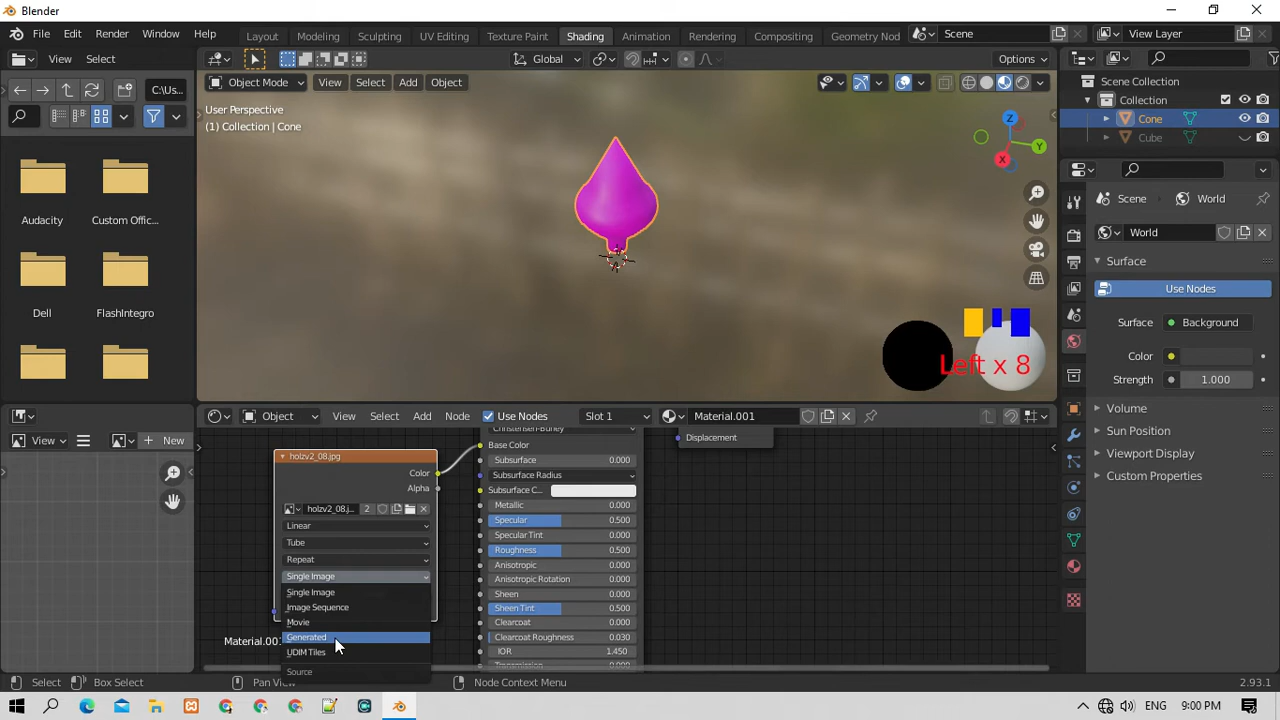 Blender
File Edit Render Window Help
Layout Modeling Sculpting UV Editing Texture Paint Shading Animation Rendering Compositing Geometry Nod
Scene
View Layer
View Select
Global
Options
C:\Us...
Object Mode View Select Add Object
User Perspective
(1) Collection | Cone
Z
Y
X
Scene Collection
Collection
Cone
Cube
Audacity
Custom Offic...
Dell
FlashIntegro
Scene
World
World
Surface
Use Nodes
Surface Background
Color
Strength 1.000
Volume
Sun Position
Viewport Display
Custom Properties
Left x 8
Object View Select Add Node Use Nodes Slot 1 Material.001
View New
Christensen-Burley
Displacement
holzv2_08.jpg
Color
Alpha
holzv2_08.j... 2
Linear
Tube
Repeat
Single Image
Single Image
Image Sequence
Movie
Generated
UDIM Tiles
Source
Material.00
Base Color
Subsurface 0.000
Subsurface Radius
Subsurface C...
Metallic 0.000
Specular 0.500
Specular Tint 0.000
Roughness 0.500
Anisotropic 0.000
Anisotropic Rotation 0.000
Sheen 0.000
Sheen Tint 0.500
Clearcoat 0.000
Clearcoat Roughness 0.030
IOR 1.450
Transmission 0.000
Select Box Select Pan View Node Context Menu
2.93.1
ENG 9:00 PM